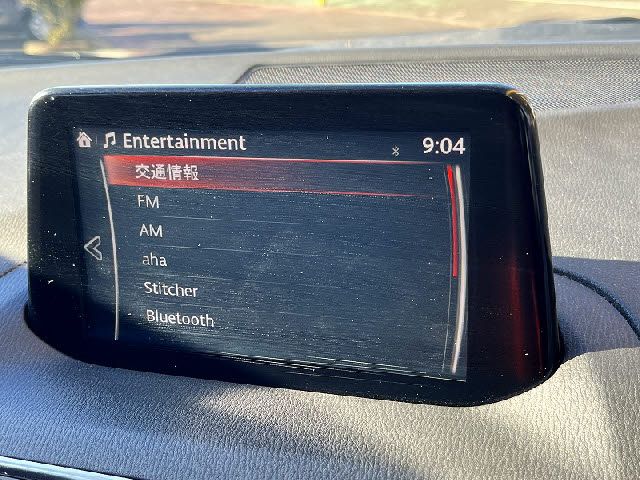 Entertainment
9:04
交通情報
FM
AM
aha
Stitcher
Bluetooth